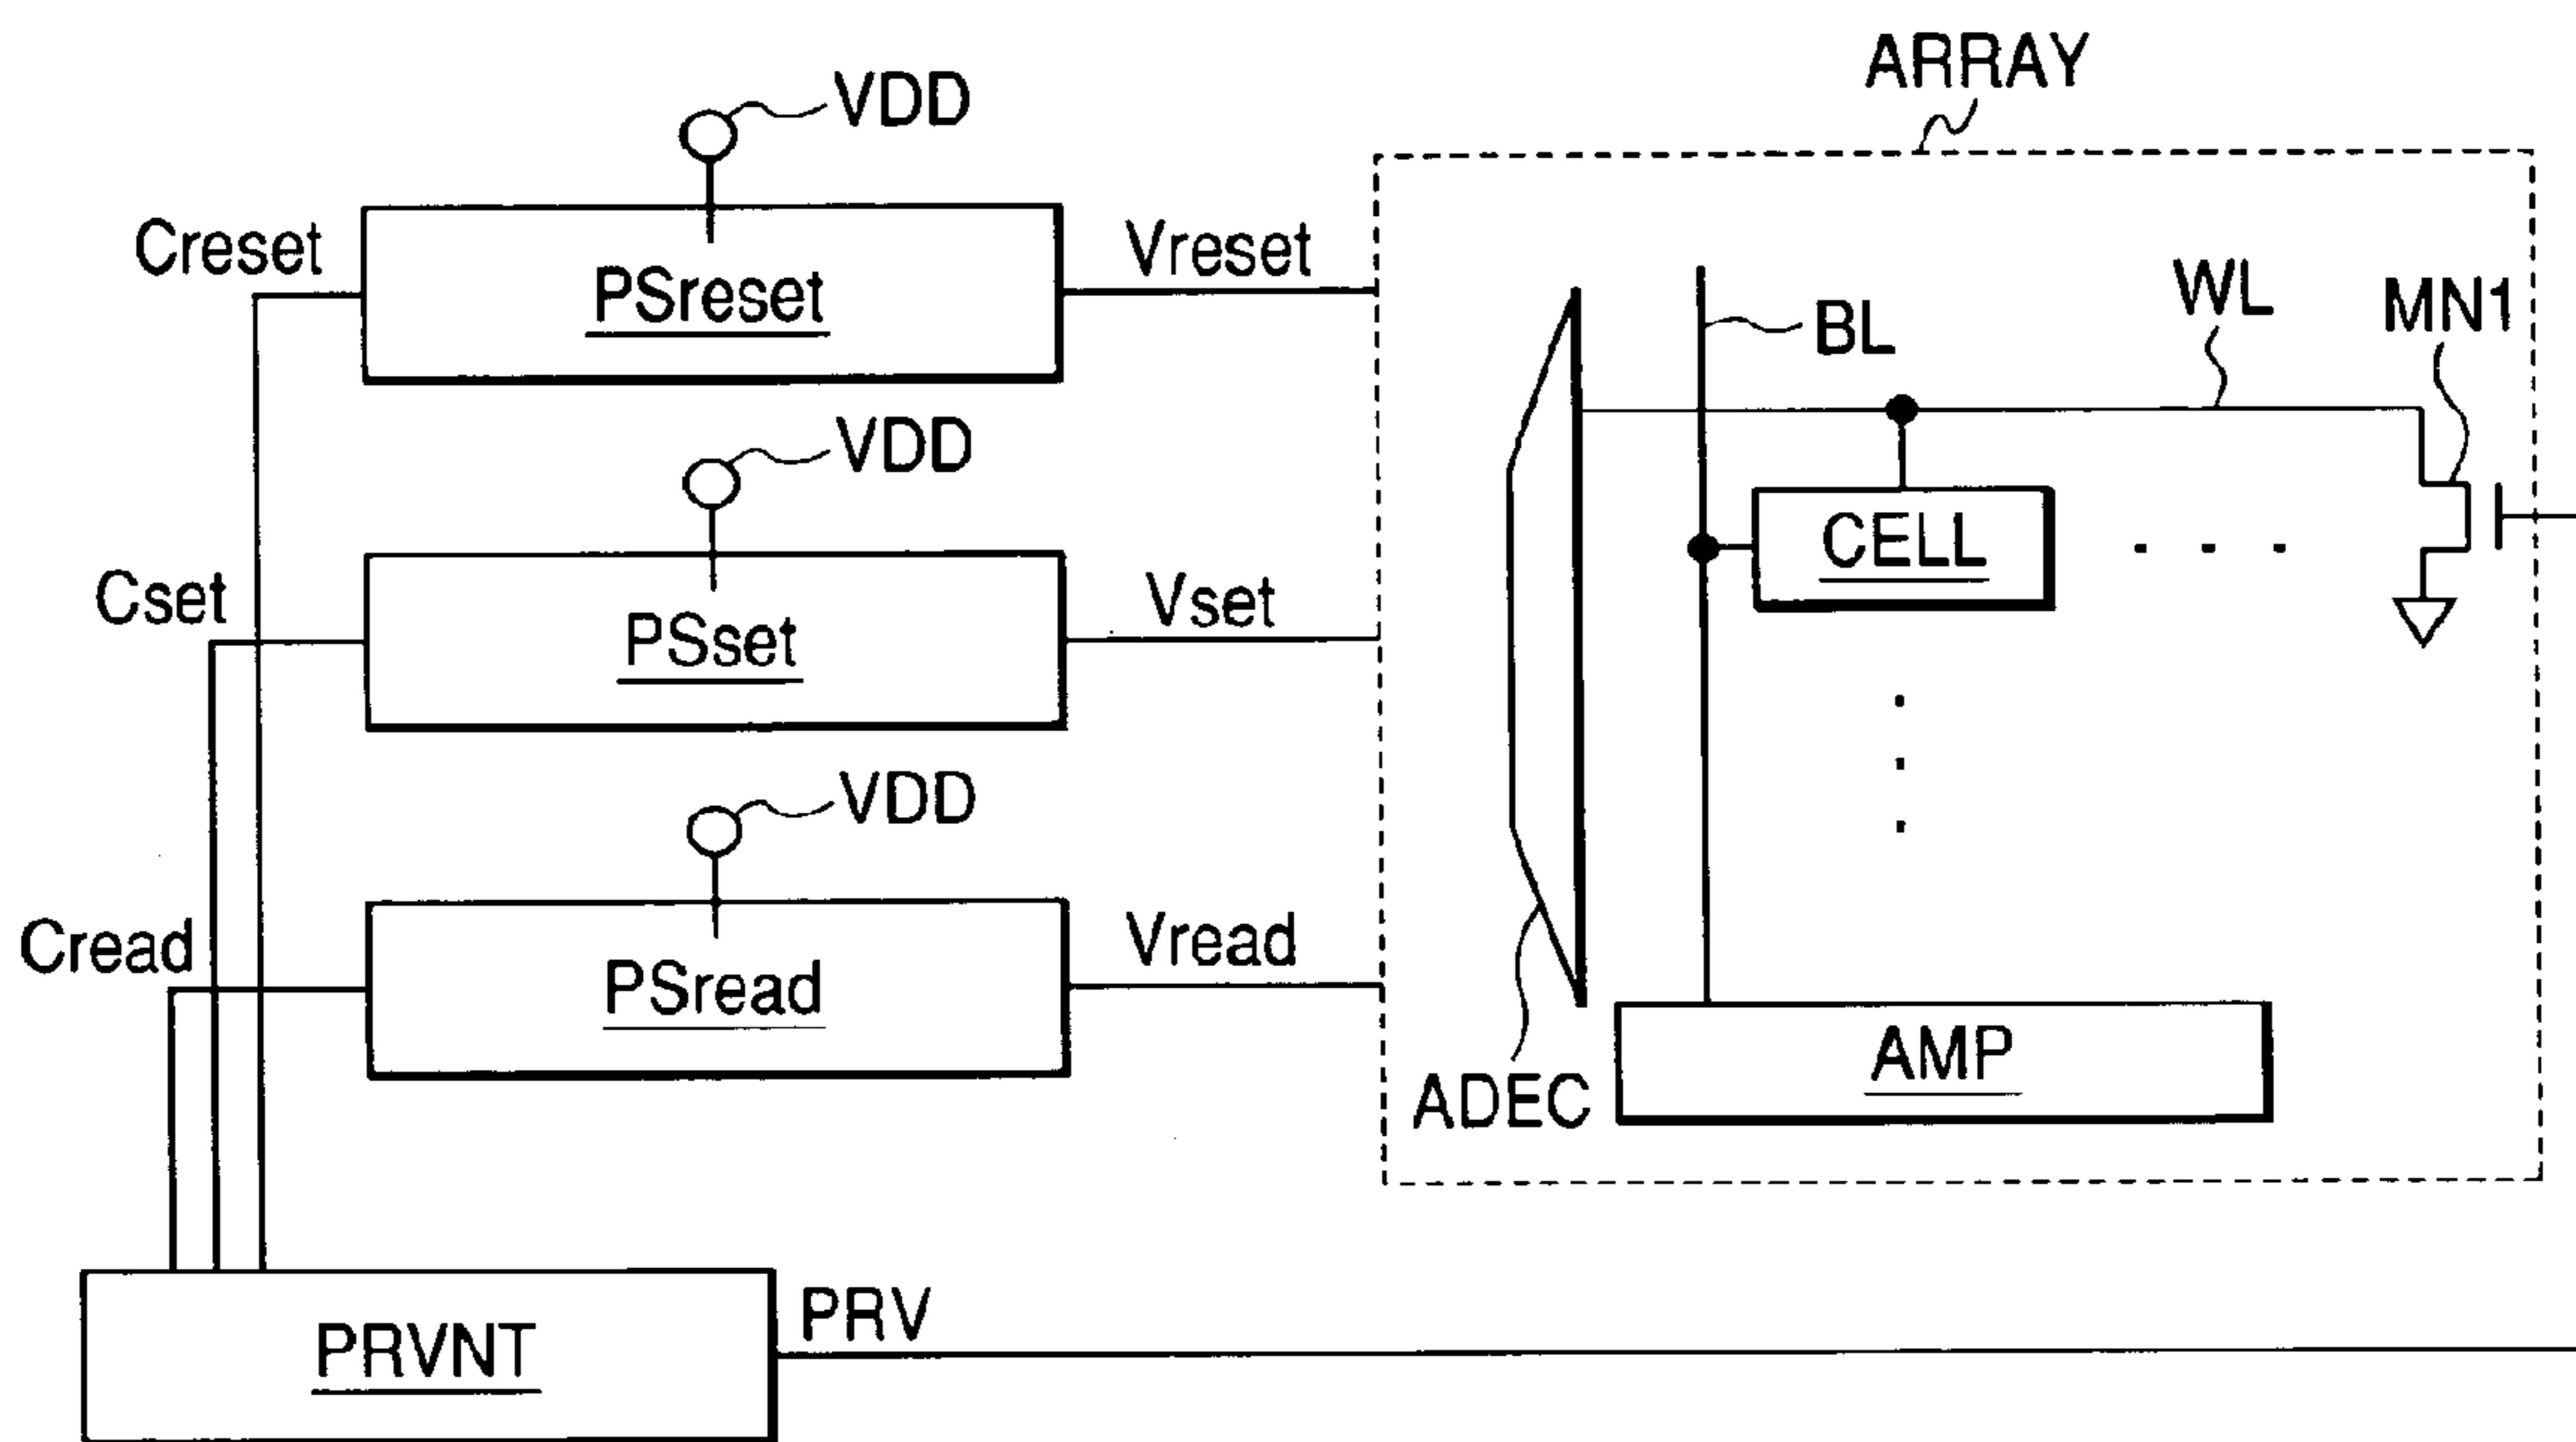 ARRAY
VDD
Creset
PSreset
Vreset
BL
WL
MN1
VDD
Cset
PSset
Vset
CELL
VDD
Cread
PSread
Vread
ADEC
AMP
PRVNT
PRV